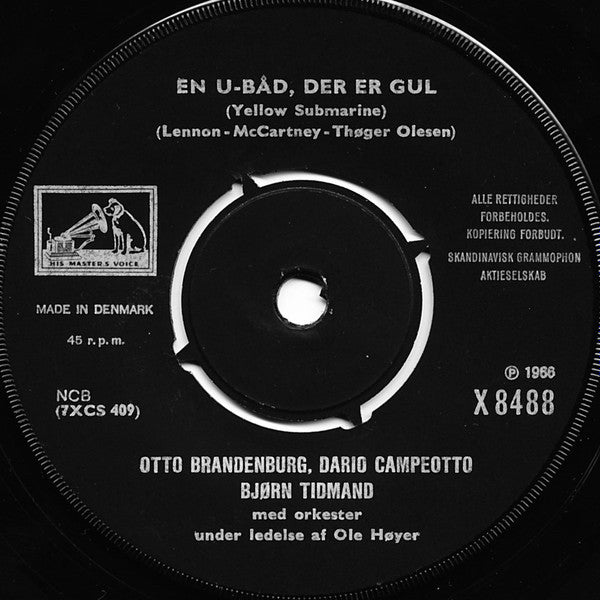 EN U-BÅD, DER ER GUL
(Yellow Submarine)
(Lennon - McCartney - Thøger Olesen)
HIS MASTER'S VOICE
MADE IN DENMARK
45 r.p.m.
NCB
(7XCS 409)
ALLE RETTIGHEDER
FORBEHOLDES.
KOPIERING FORBUDT.
SKANDINAVISK GRAMMOPHON
AKTIESELSKAB
℗ 1966
X 8488
OTTO BRANDENBURG, DARIO CAMPEOTTO
BJØRN TIDMAND
med orkester
under ledelse af Ole Høyer